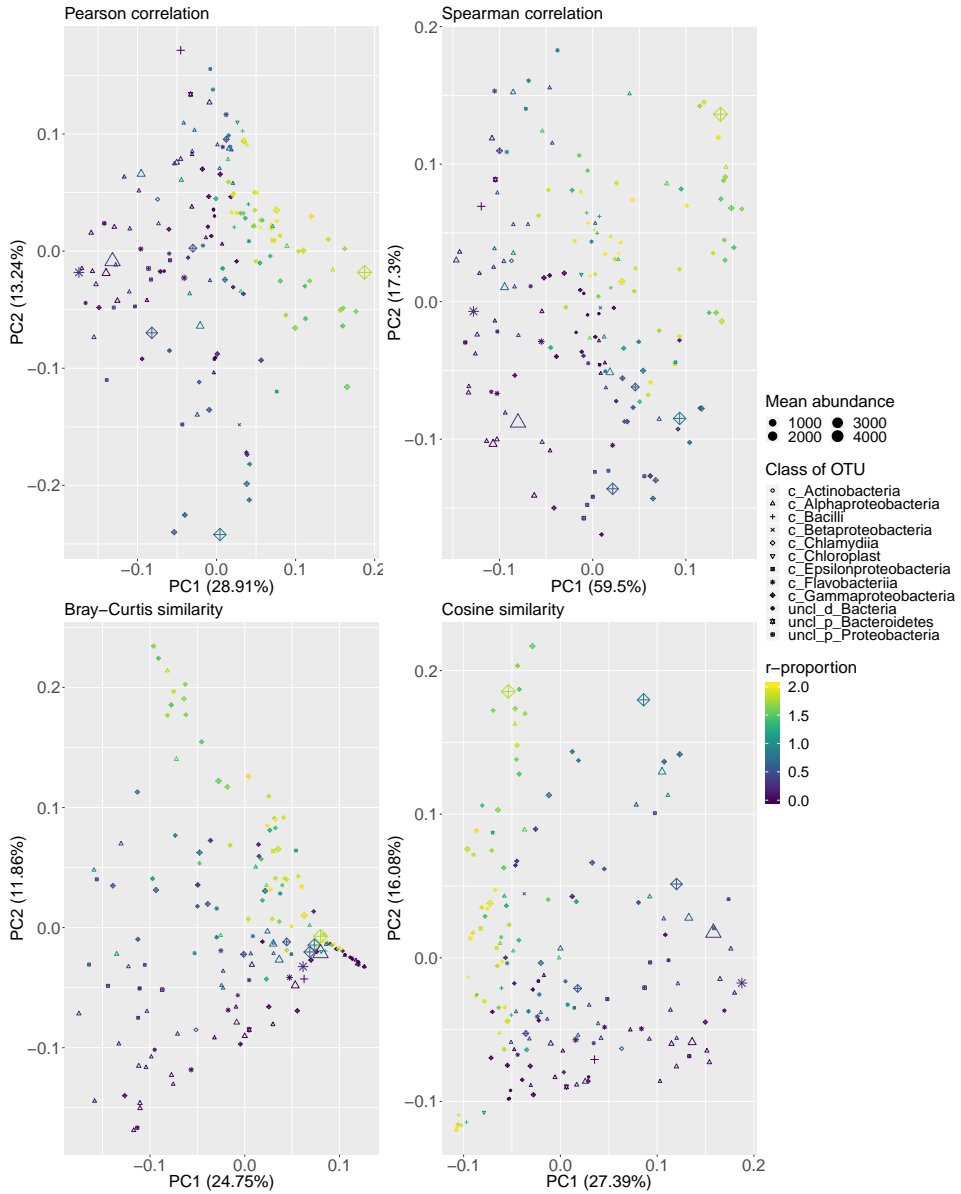 Pearson correlation
0.1
0.0
−0.1
−0.2
PC2 (13.24%)
−0.1
0.0
0.1
0.2
PC1 (28.91%)
Spearman correlation
0.2
0.1
0.0
−0.1
PC2 (17.3%)
−0.1
0.0
0.1
PC1 (59.5%)
Bray−Curtis similarity
0.2
0.1
0.0
−0.1
PC2 (11.86%)
−0.1
0.0
0.1
PC1 (24.75%)
Cosine similarity
0.2
0.1
0.0
−0.1
PC2 (16.08%)
−0.1
0.0
0.1
0.2
PC1 (27.39%)
Mean abundance
1000 3000
2000 4000
Class of OTU
c_Actinobacteria
c_Alphaproteobacteria
c_Bacilli
c_Betaproteobacteria
c_Chlamydiia
c_Chloroplast
c_Epsilonproteobacteria
c_Flavobacteriia
c_Gammaproteobacteria
uncl_d_Bacteria
uncl_p_Bacteroidetes
uncl_p_Proteobacteria
r−proportion
2.0
1.5
1.0
0.5
0.0